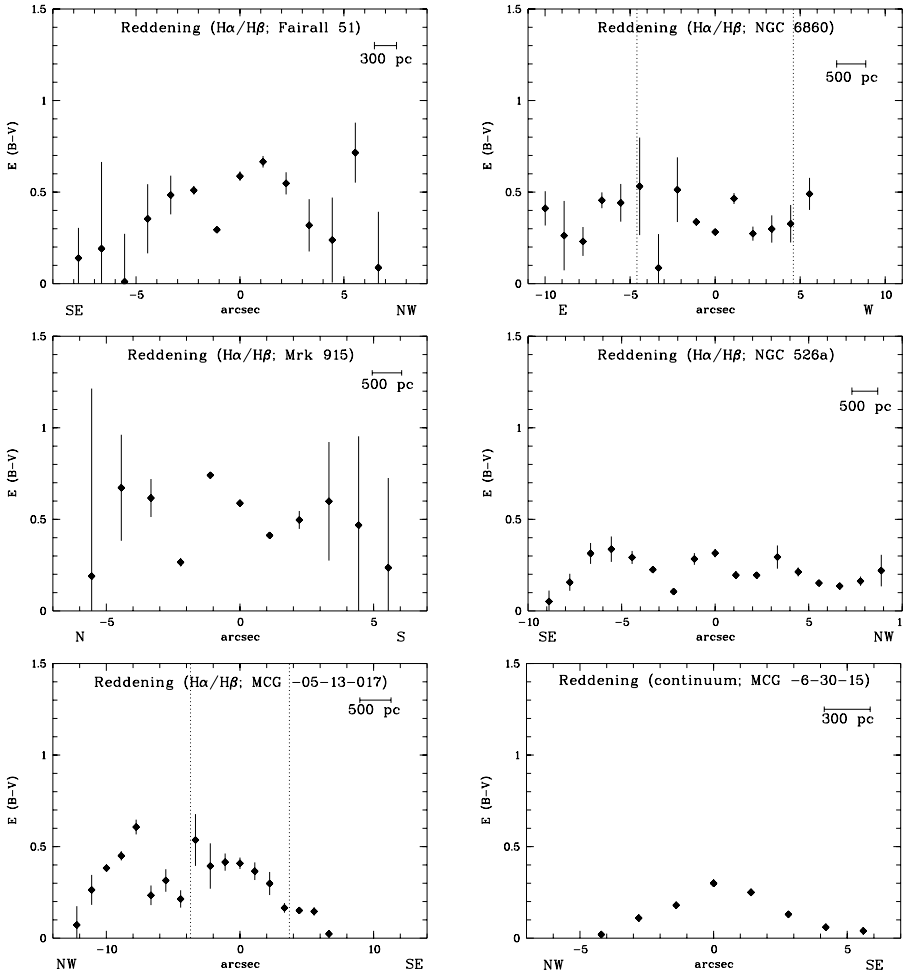 Reddening (Hα/Hβ; Fairall 51)
300 pc
1.5
1
0.5
0
E (B-V)
-5 0 5
SE arcsec NW
Reddening (Hα/Hβ; NGC 6860)
500 pc
1.5
1
0.5
0
E (B-V)
-10 -5 0 5 10
E arcsec W
Reddening (Hα/Hβ; Mrk 915)
500 pc
1.5
1
0.5
0
E (B-V)
-5 0 5
N arcsec S
Reddening (Hα/Hβ; NGC 526a)
500 pc
1.5
1
0.5
0
E (B-V)
-10 -5 0 5 1
SE arcsec NW
Reddening (Hα/Hβ; MCG -05-13-017)
500 pc
1.5
1
0.5
0
E (B-V)
-10 0 10
NW arcsec SE
Reddening (continuum; MCG -6-30-15)
300 pc
1.5
1
0.5
0
E (B-V)
-5 0 5
NW arcsec SE